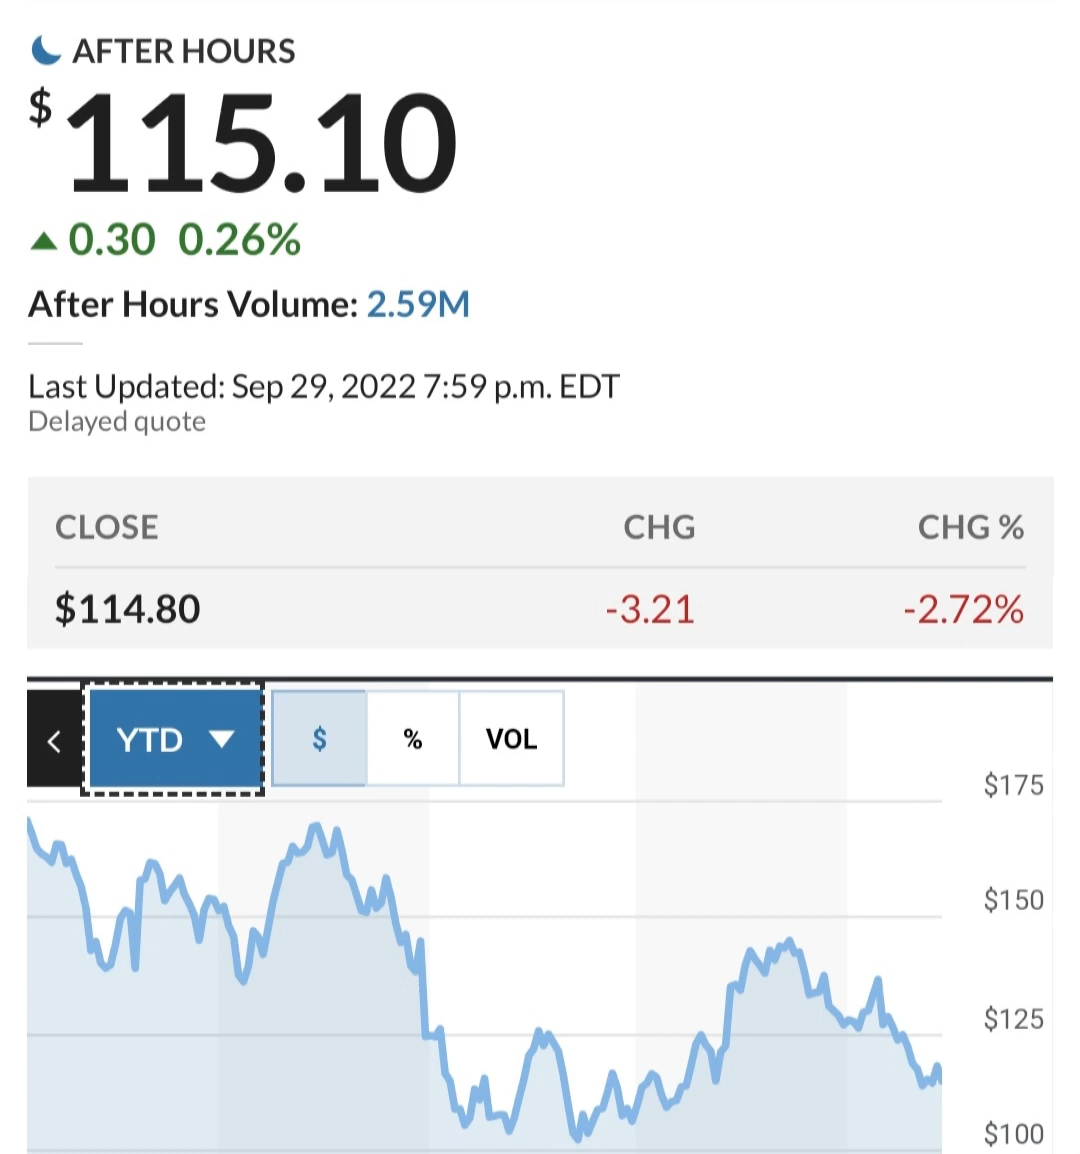 AFTER HOURS
$115.10
▲ 0.30 0.26%
After Hours Volume: 2.59M
Last Updated: Sep 29, 2022 7:59 p.m. EDT
Delayed quote
CLOSE CHG CHG %
$114.80 -3.21 -2.72%
< YTD ▼ $ % VOL
$175
$150
$125
$100